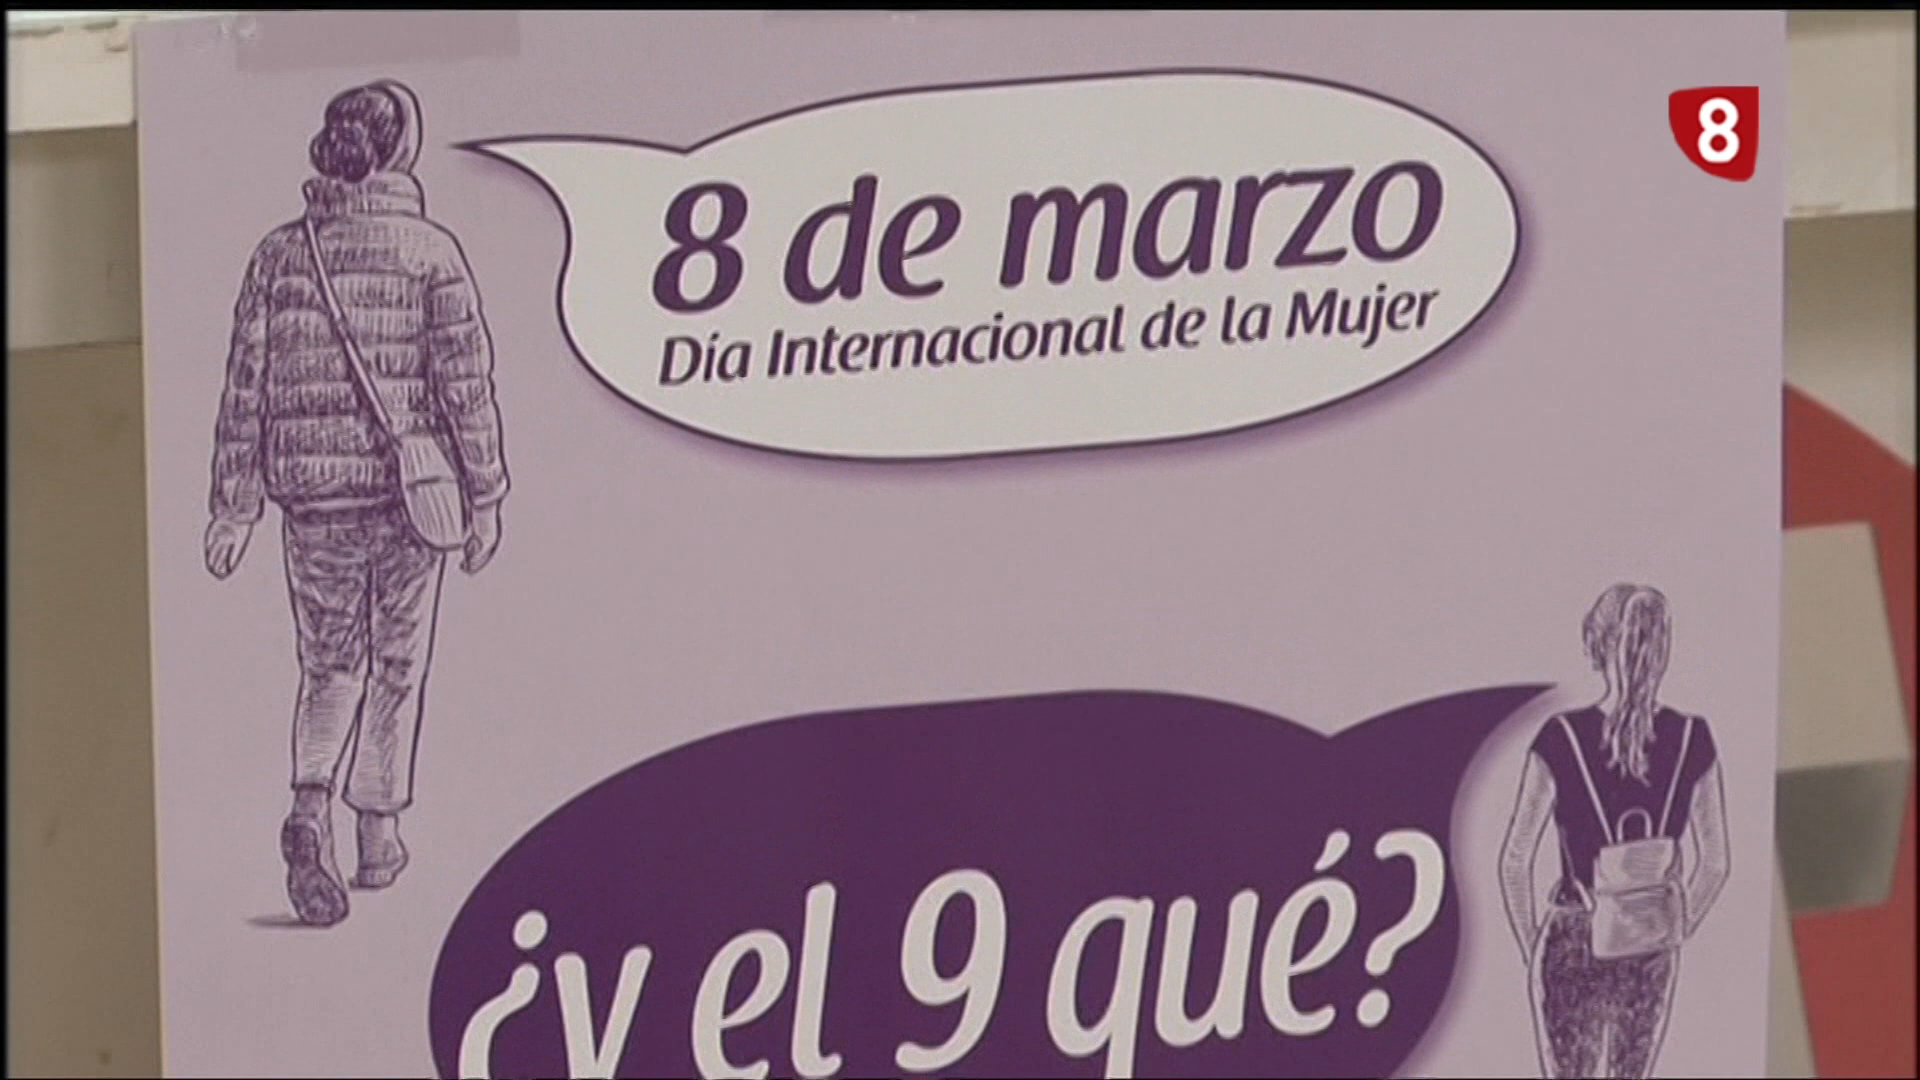 8
8 de marzo
Día Internacional de la Mujer
¿y el 9 qué?